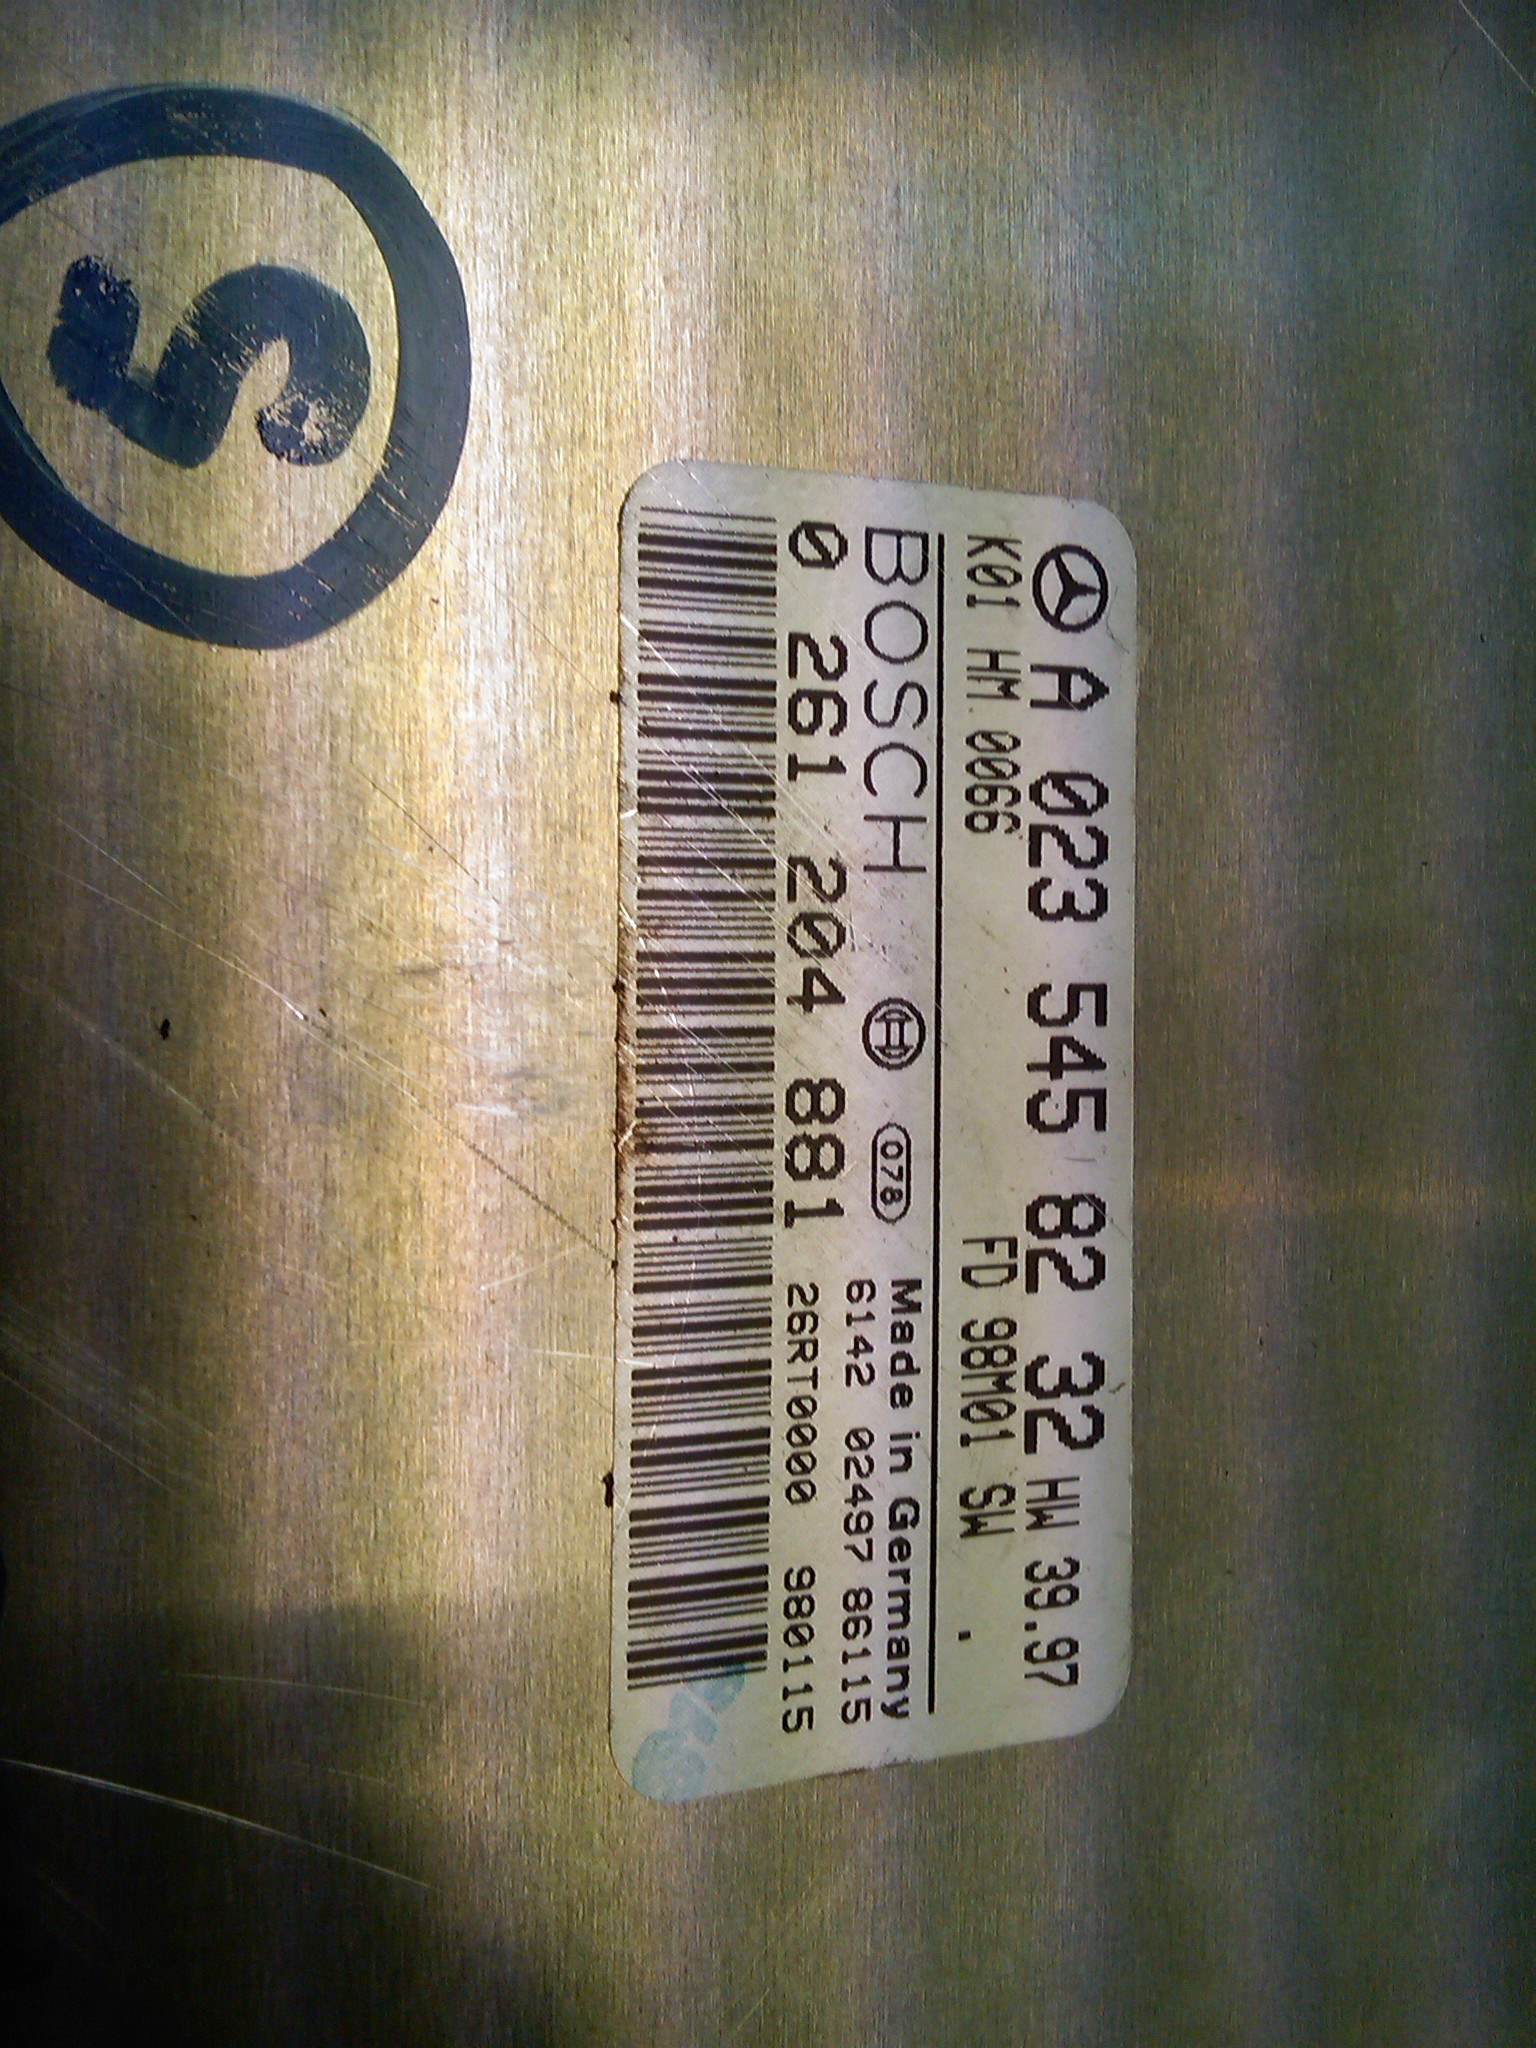 5
A 023 545 82 32 HW 39.97
K01 HM 0066 FD 98M01 SW .
BOSCH 078 Made in Germany
6142 02497 86115
0 261 204 881 26RT0000 980115